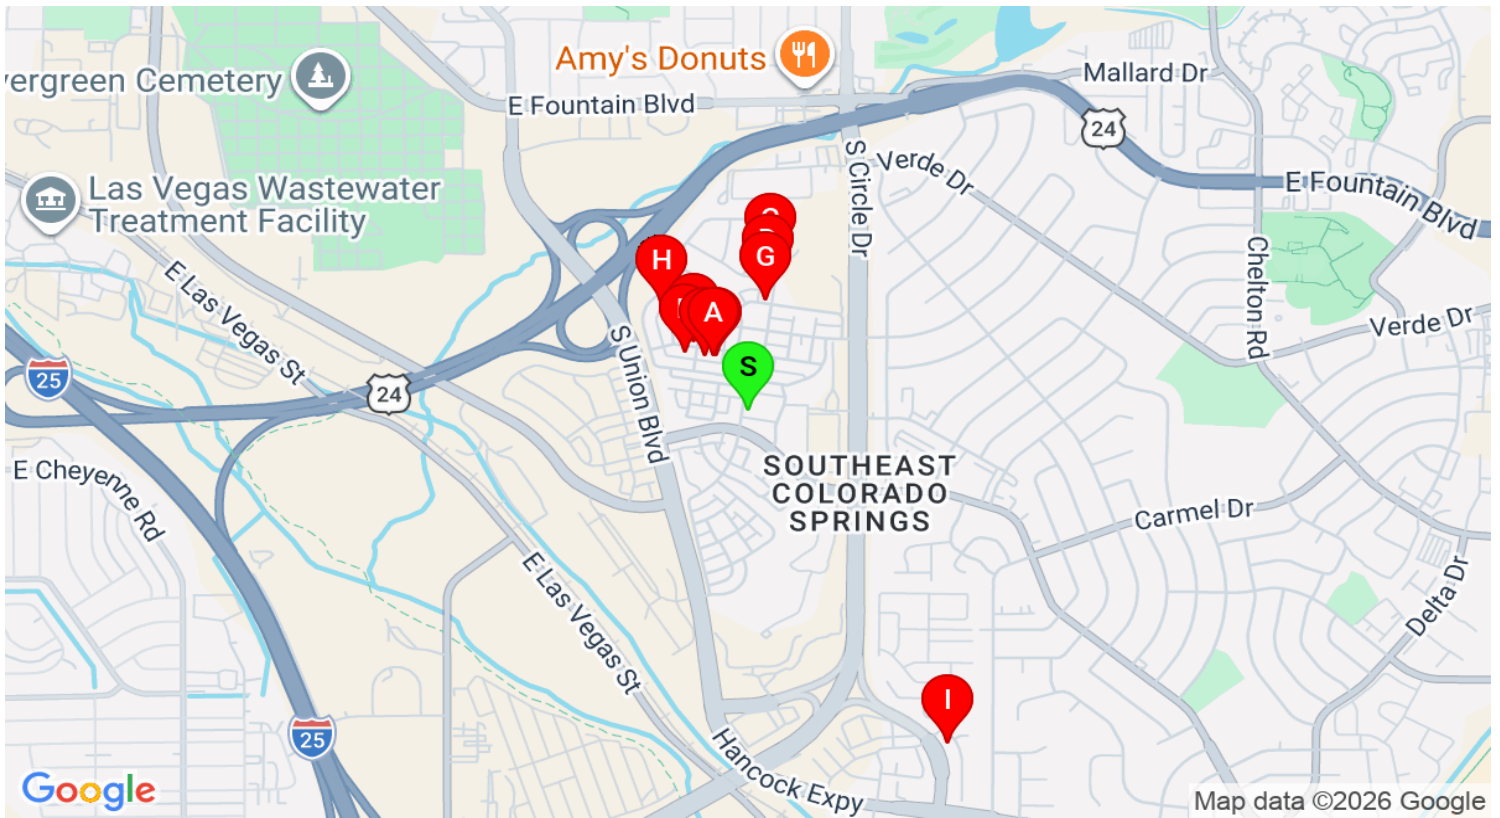 Amy's Donuts
Mallard Dr
vergreen Cemetery
E Fountain Blvd
24
S Circle Dr
Verde Dr
Las Vegas Wastewater
Treatment Facility
E Fountain Blvd
G
H
A
S
Chelton Rd
E Las Vegas St
Verde Dr
25
24
S Union Blvd
E Cheyenne Rd
SOUTHEAST
COLORADO
SPRINGS
Carmel Dr
E Las Vegas St
Delta Dr
I
25
Hancock Expy
Google
Map data ©2026 Google